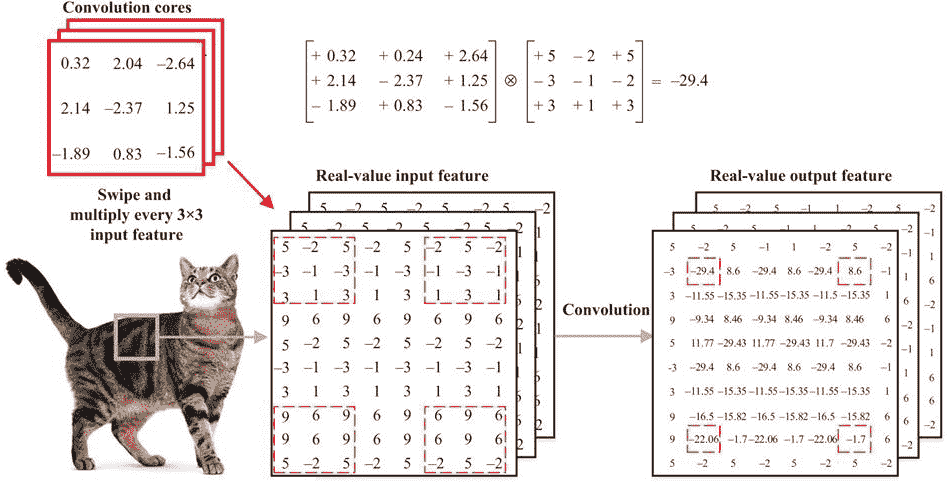 Convolution cores
0.32 2.04 −2.64
2.14 −2.37 1.25
−1.89 0.83 −1.56
+ 0.32 + 0.24 + 2.64
+ 2.14 − 2.37 + 1.25
− 1.89 + 0.83 − 1.56
⊗
+ 5 − 2 + 5
− 3 − 1 − 2
+ 3 + 1 + 3
= −29.4
Swipe and
multiply every 3×3
input feature
Real-value input feature
5 −2 5 −2 5 −2 5 −2
−3 −1 −3 −1 −3 −1 −3 −1
3 1 3 1 3 1 3 1
9 6 9 6 9 6 9 6
5 −2 5 −2 5 −2 5 −2
−3 −1 −3 −1 −3 −1 −3 −1
3 1 3 1 3 1 3 1
9 6 9 6 9 6 9 6
9 6 9 6 9 6 9 6
5 −2 5 −2 5 −2 5 −2
Convolution
Real-value output feature
5 −2 5 −1 1 −2 5 −2
−3 −29.4 8.6 −29.4 8.6 −29.4 8.6 −1
3 −11.55 −15.35 −11.55 −15.35 −11.5 −15.35 1
9 −9.34 8.46 −9.34 8.46 −9.34 8.46 6
5 11.77 −29.43 11.77 −29.43 11.7 −29.43 −2
−3 −29.4 8.6 −29.4 8.6 −29.4 8.6 −1
3 −11.55 −15.35 −11.55 −15.35 −11.55 −15.35 1
9 −16.5 −15.82 −16.5 −15.82 −16.5 −15.82 6
9 −22.06 −1.7 −22.06 −1.7 −22.06 −1.7 6
5 −2 5 −2 5 −2 5 −2